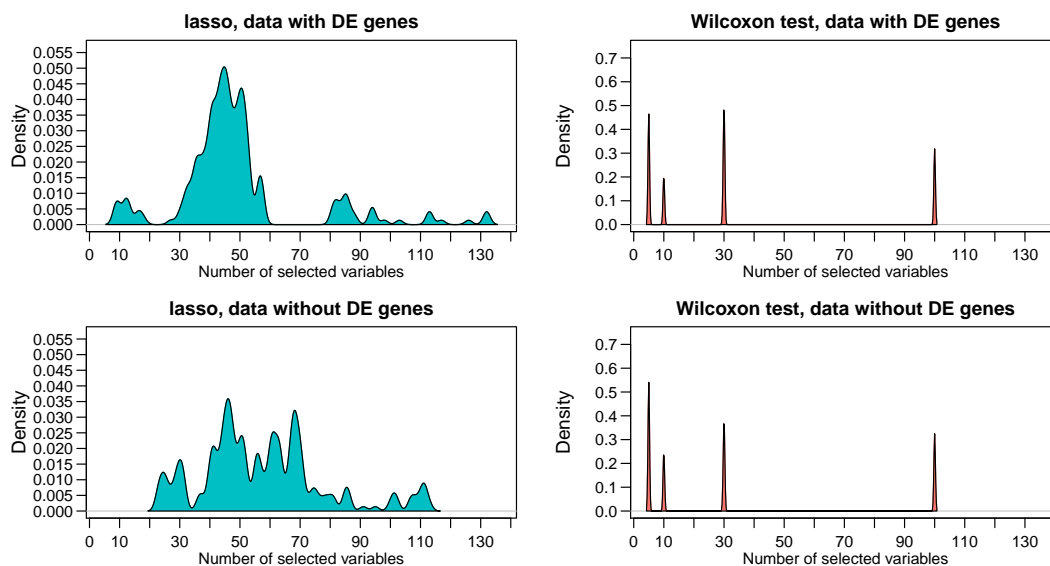 lasso, data with DE genes
0.055
0.050
0.045
0.040
0.035
0.030
0.025
0.020
0.015
0.010
0.005
0.000
Density
0 10 30 50 70 90 110 130
Number of selected variables
Wilcoxon test, data with DE genes
0.7
0.6
0.5
0.4
0.3
0.2
0.1
0.0
Density
0 10 30 50 70 90 110 130
Number of selected variables
lasso, data without DE genes
0.055
0.050
0.045
0.040
0.035
0.030
0.025
0.020
0.015
0.010
0.005
0.000
Density
0 10 30 50 70 90 110 130
Number of selected variables
Wilcoxon test, data without DE genes
0.7
0.6
0.5
0.4
0.3
0.2
0.1
0.0
Density
0 10 30 50 70 90 110 130
Number of selected variables